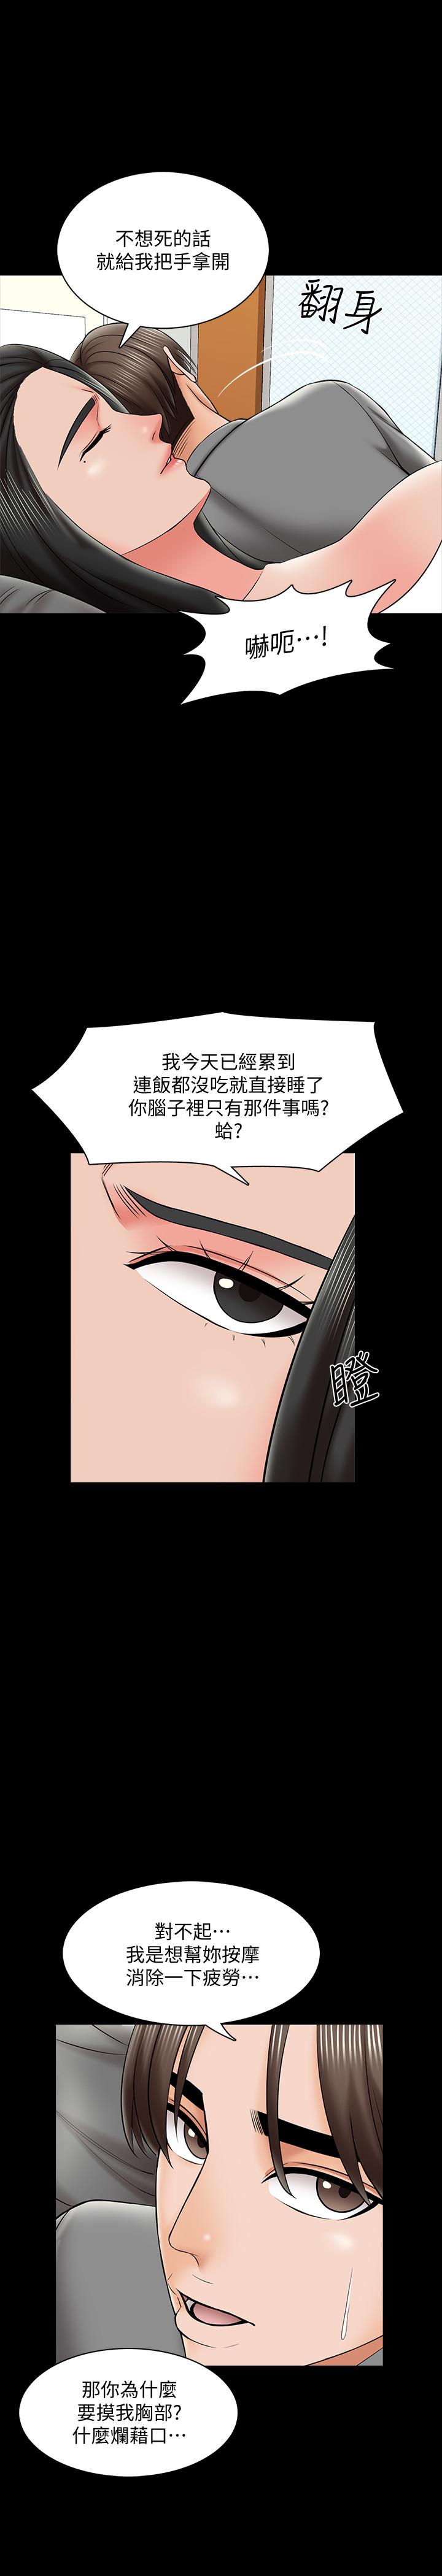 不想死的話
就給我把手拿開
翻身
嚇呃…!
我今天已經累到
連飯都沒吃就直接睡了
你腦子裡只有那件事嗎?
蛤?
瞪
對不起…
我是想幫妳按摩
消除一下疲勞…
那你為什麼
要摸我胸部?
什麼爛藉口…